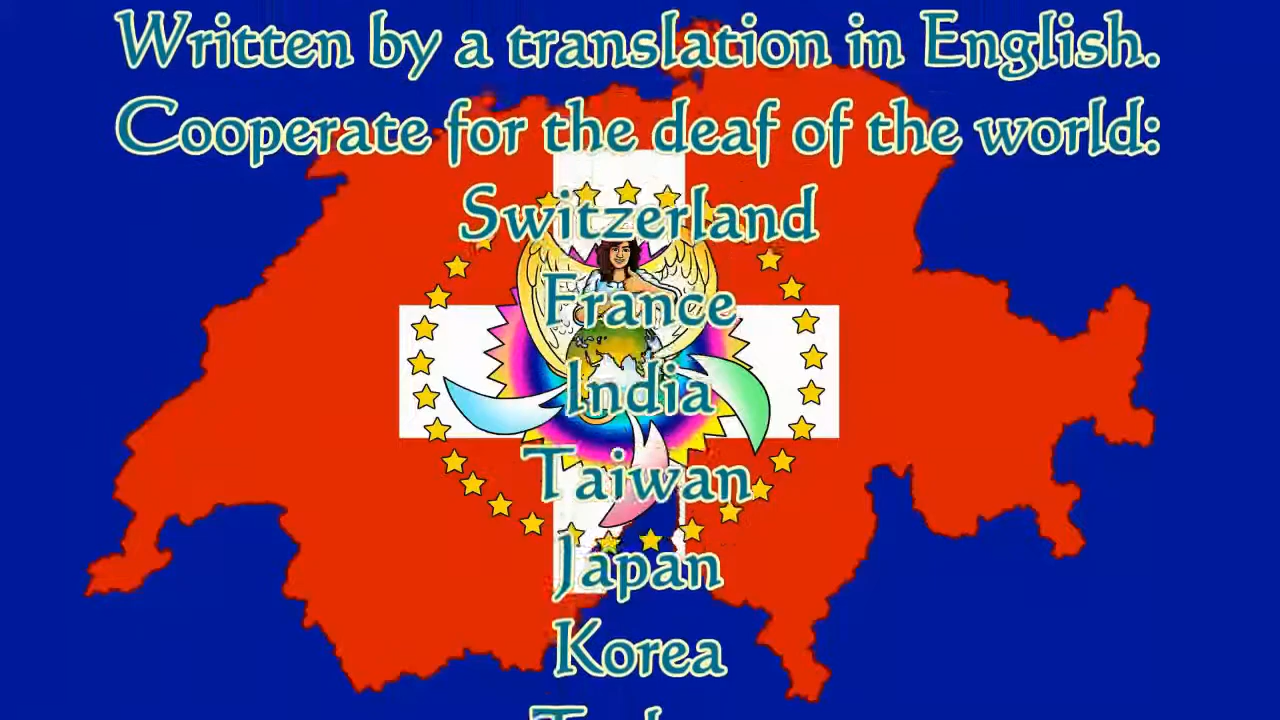 Written by a translation in English.
Cooperate for the deaf of the world:
Switzerland
France
India
Taiwan
Japan
Korea